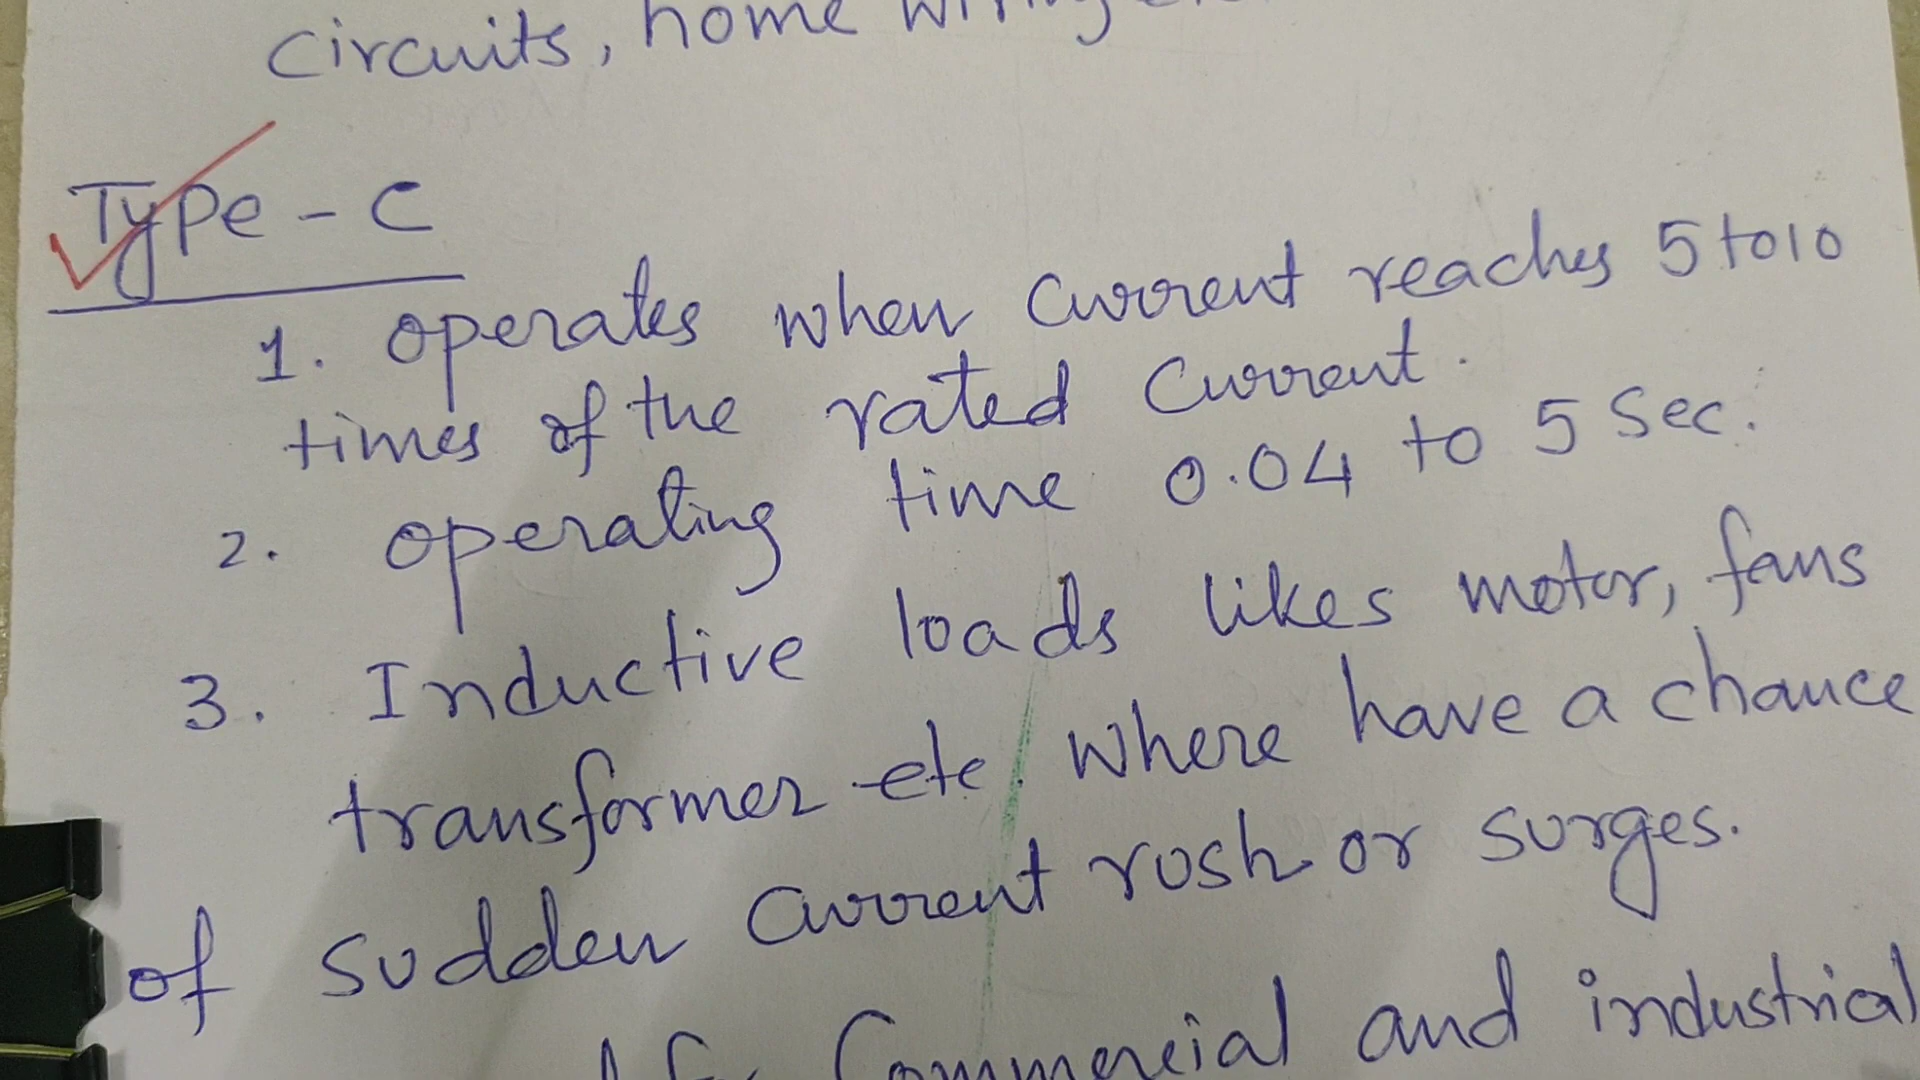 circuits, home wiring
Type - C
1. operates when current reaches 5 to 10
times of the rated current.
2. operating time 0.04 to 5 Sec.
3. Inductive loads likes motor, fans
transformer etc. where have a chance
of sudden current rush or surges.
Commercial and industrial